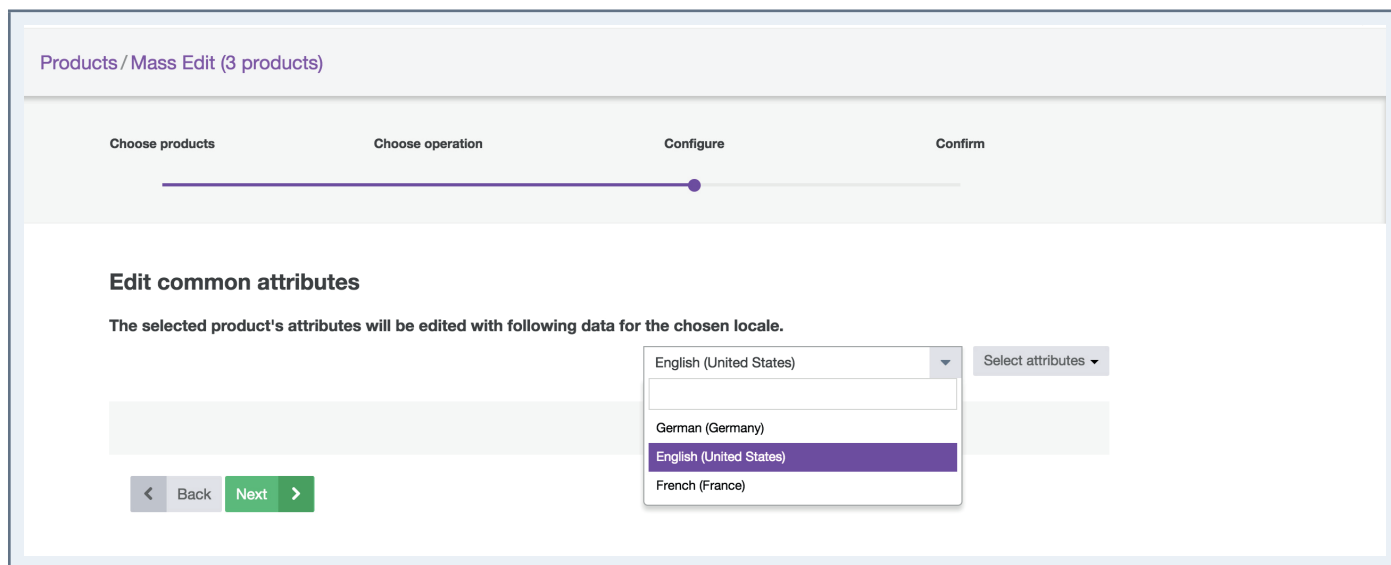 Products / Mass Edit (3 products)
Choose products Choose operation Configure Confirm
Edit common attributes
The selected product's attributes will be edited with following data for the chosen locale.
English (United States) Select attributes
German (Germany)
English (United States)
French (France)
Back Next